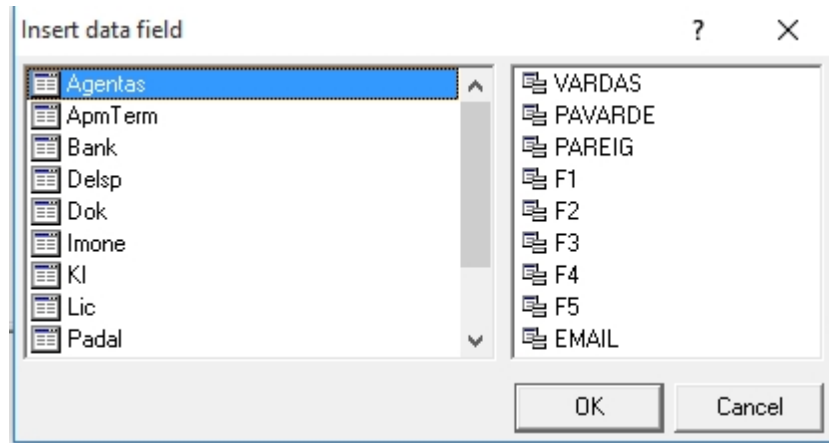 Insert data field ?
Agentas
ApmTerm
Bank
Delsp
Dok
Imone
Kl
Lic
Padal
VARDAS
PAVARDE
PAREIG
F1
F2
F3
F4
F5
EMAIL
OK Cancel